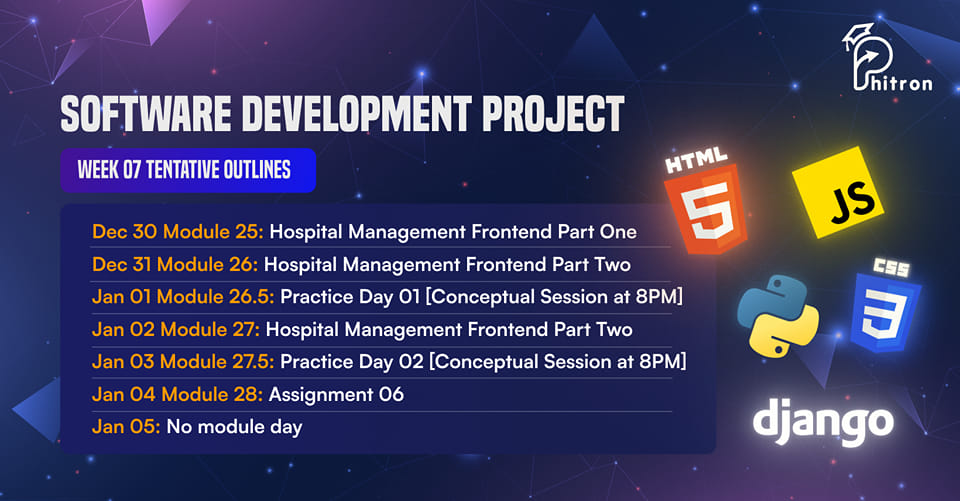 Phitron
SOFTWARE DEVELOPMENT PROJECT
WEEK 07 TENTATIVE OUTLINES
Dec 30 Module 25: Hospital Management Frontend Part One
Dec 31 Module 26: Hospital Management Frontend Part Two
Jan 01 Module 26.5: Practice Day 01 [Conceptual Session at 8PM]
Jan 02 Module 27: Hospital Management Frontend Part Two
Jan 03 Module 27.5: Practice Day 02 [Conceptual Session at 8PM]
Jan 04 Module 28: Assignment 06
Jan 05: No module day
HTML
5
JS
CSS
3
django